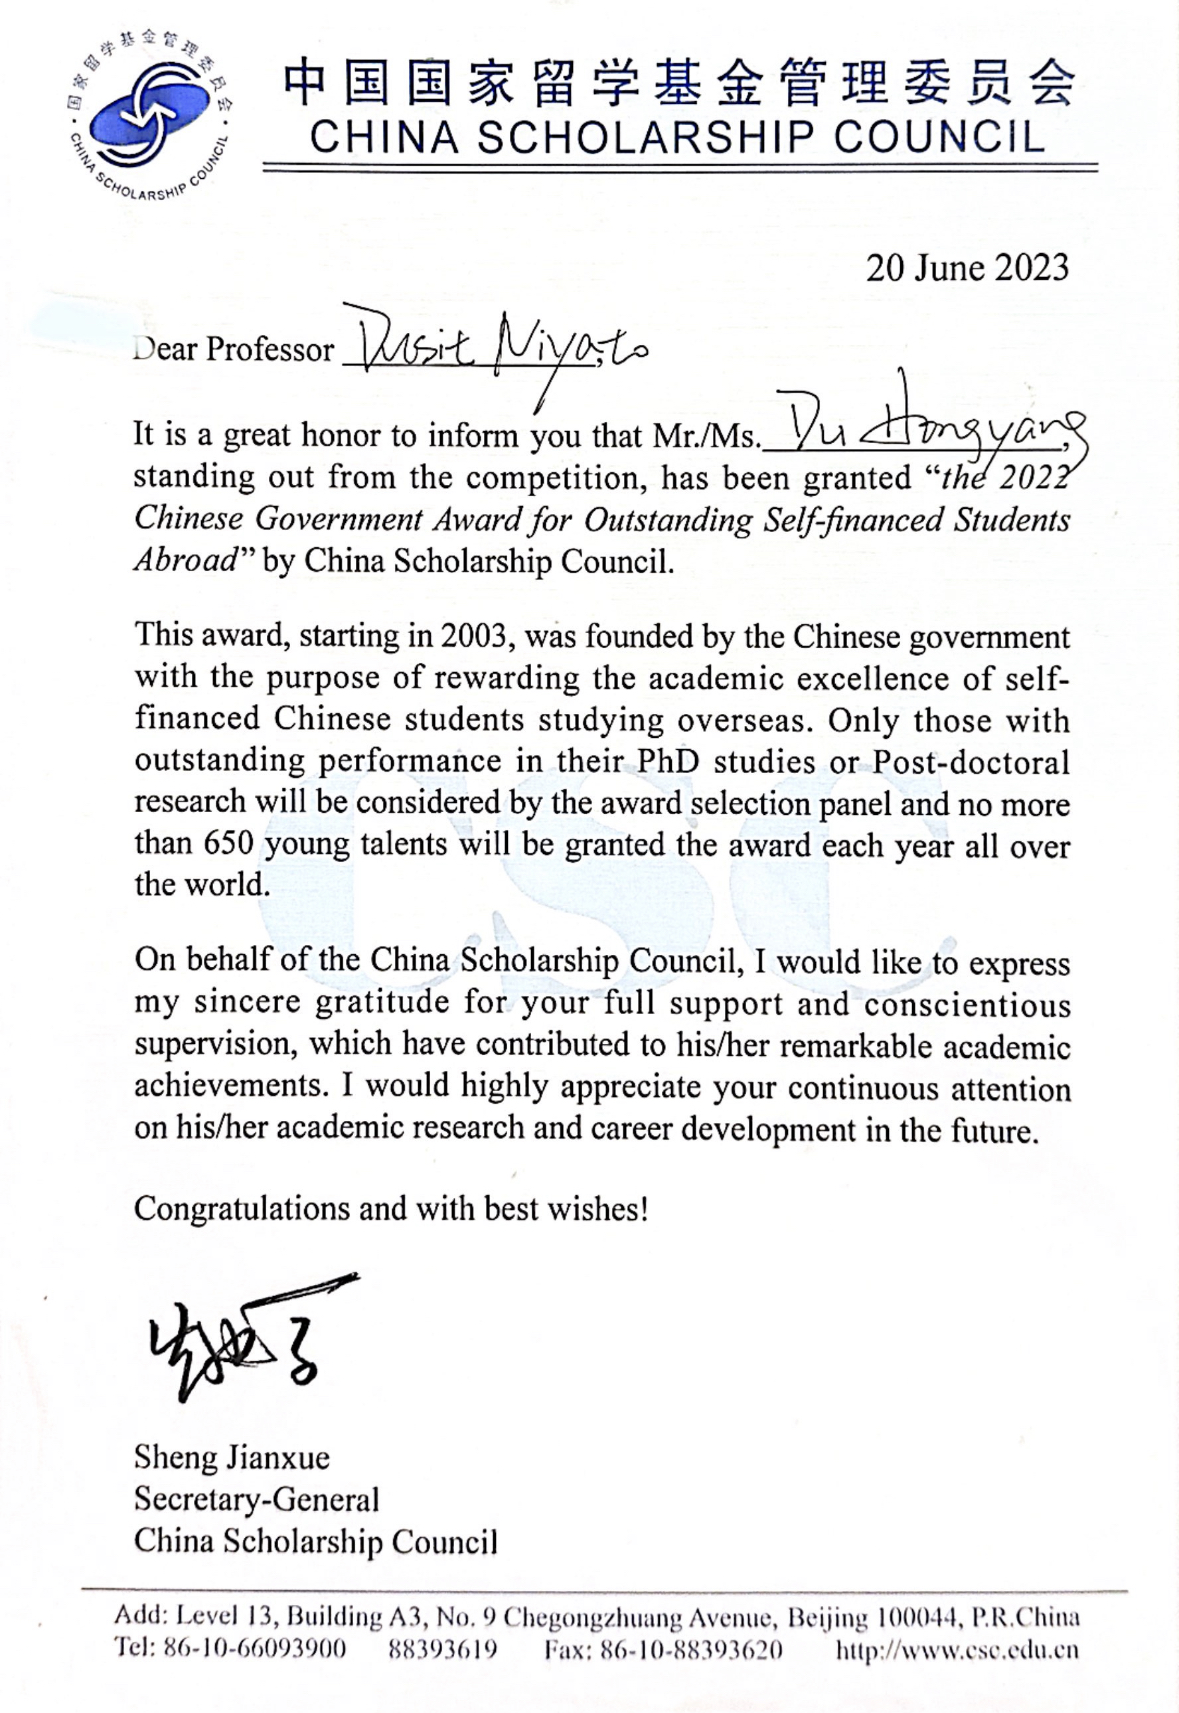 ·国家留学基金管理委员会·
CHINA SCHOLARSHIP COUNCIL
中国国家留学基金管理委员会
CHINA SCHOLARSHIP COUNCIL
20 June 2023
Dear Professor Dusit Niyato,
It is a great honor to inform you that Mr./Ms. Du Hongyang,
standing out from the competition, has been granted “the 2022
Chinese Government Award for Outstanding Self-financed Students
Abroad” by China Scholarship Council.
This award, starting in 2003, was founded by the Chinese government
with the purpose of rewarding the academic excellence of self-
financed Chinese students studying overseas. Only those with
outstanding performance in their PhD studies or Post-doctoral
research will be considered by the award selection panel and no more
than 650 young talents will be granted the award each year all over
the world.
CSC
On behalf of the China Scholarship Council, I would like to express
my sincere gratitude for your full support and conscientious
supervision, which have contributed to his/her remarkable academic
achievements. I would highly appreciate your continuous attention
on his/her academic research and career development in the future.
Congratulations and with best wishes!
Sheng Jianxue
Secretary-General
China Scholarship Council
Add: Level 13, Building A3, No. 9 Chegongzhuang Avenue, Beijing 100044, P.R.China
Tel: 86-10-66093900 88393619 Fax: 86-10-88393620 http://www.csc.edu.cn